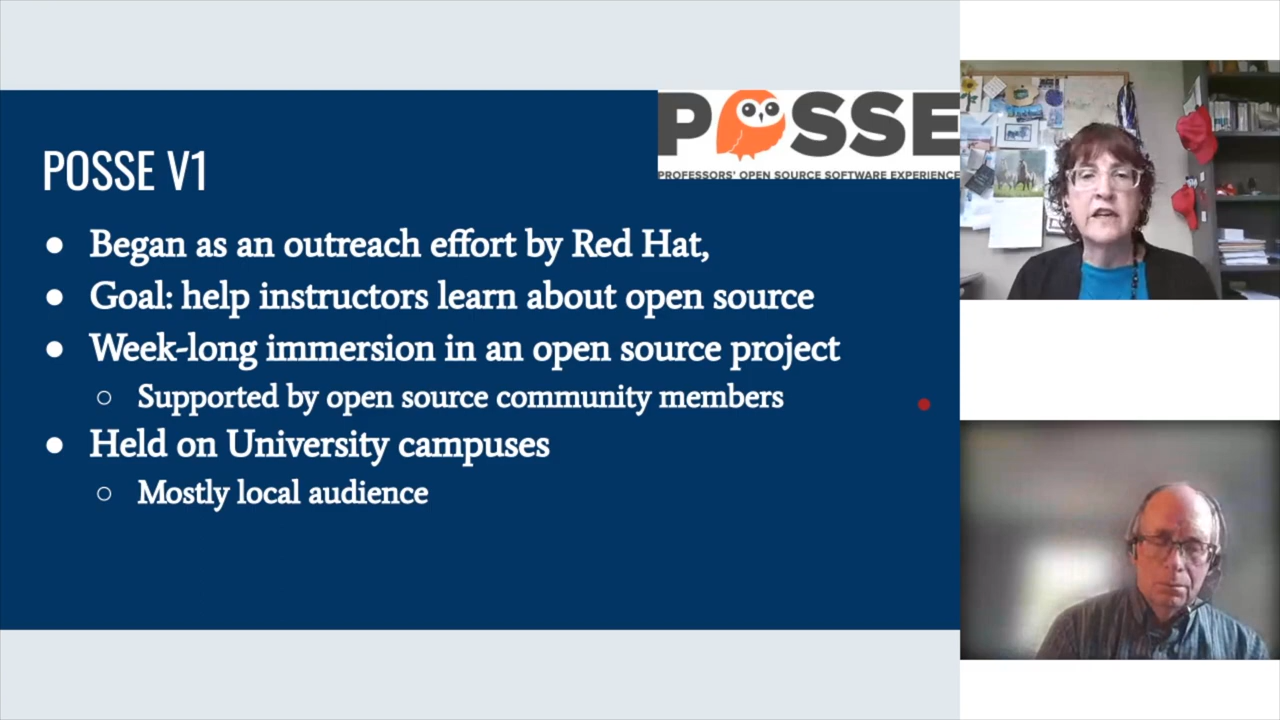 POSSE
PROFESSORS' OPEN SOURCE SOFTWARE EXPERIENCE
POSSE V1
● Began as an outreach effort by Red Hat,
● Goal: help instructors learn about open source
● Week-long immersion in an open source project
○ Supported by open source community members
● Held on University campuses
○ Mostly local audience